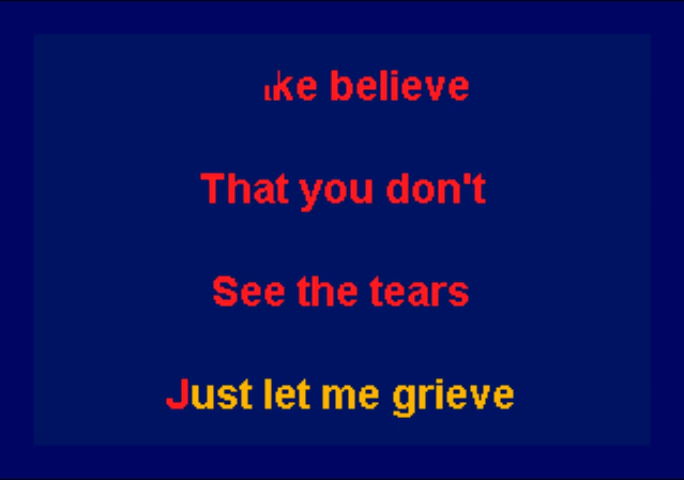 ke believe
That you don't
See the tears
Just let me grieve